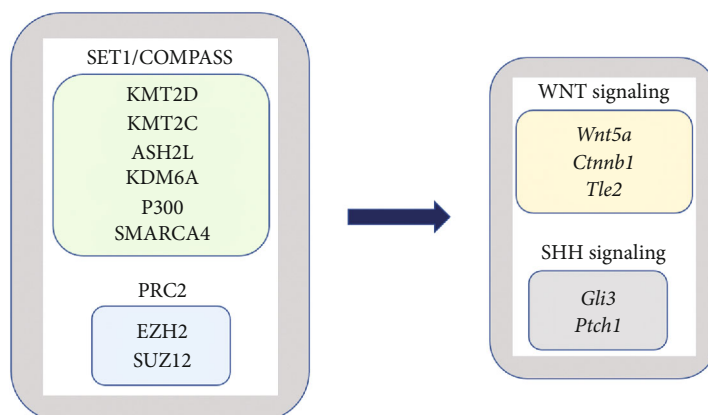 SET1/COMPASS
KMT2D
KMT2C
ASH2L
KDM6A
P300
SMARCA4
PRC2
EZH2
SUZ12
WNT signaling
Wnt5a
Ctnnb1
Tle2
SHH signaling
Gli3
Ptch1